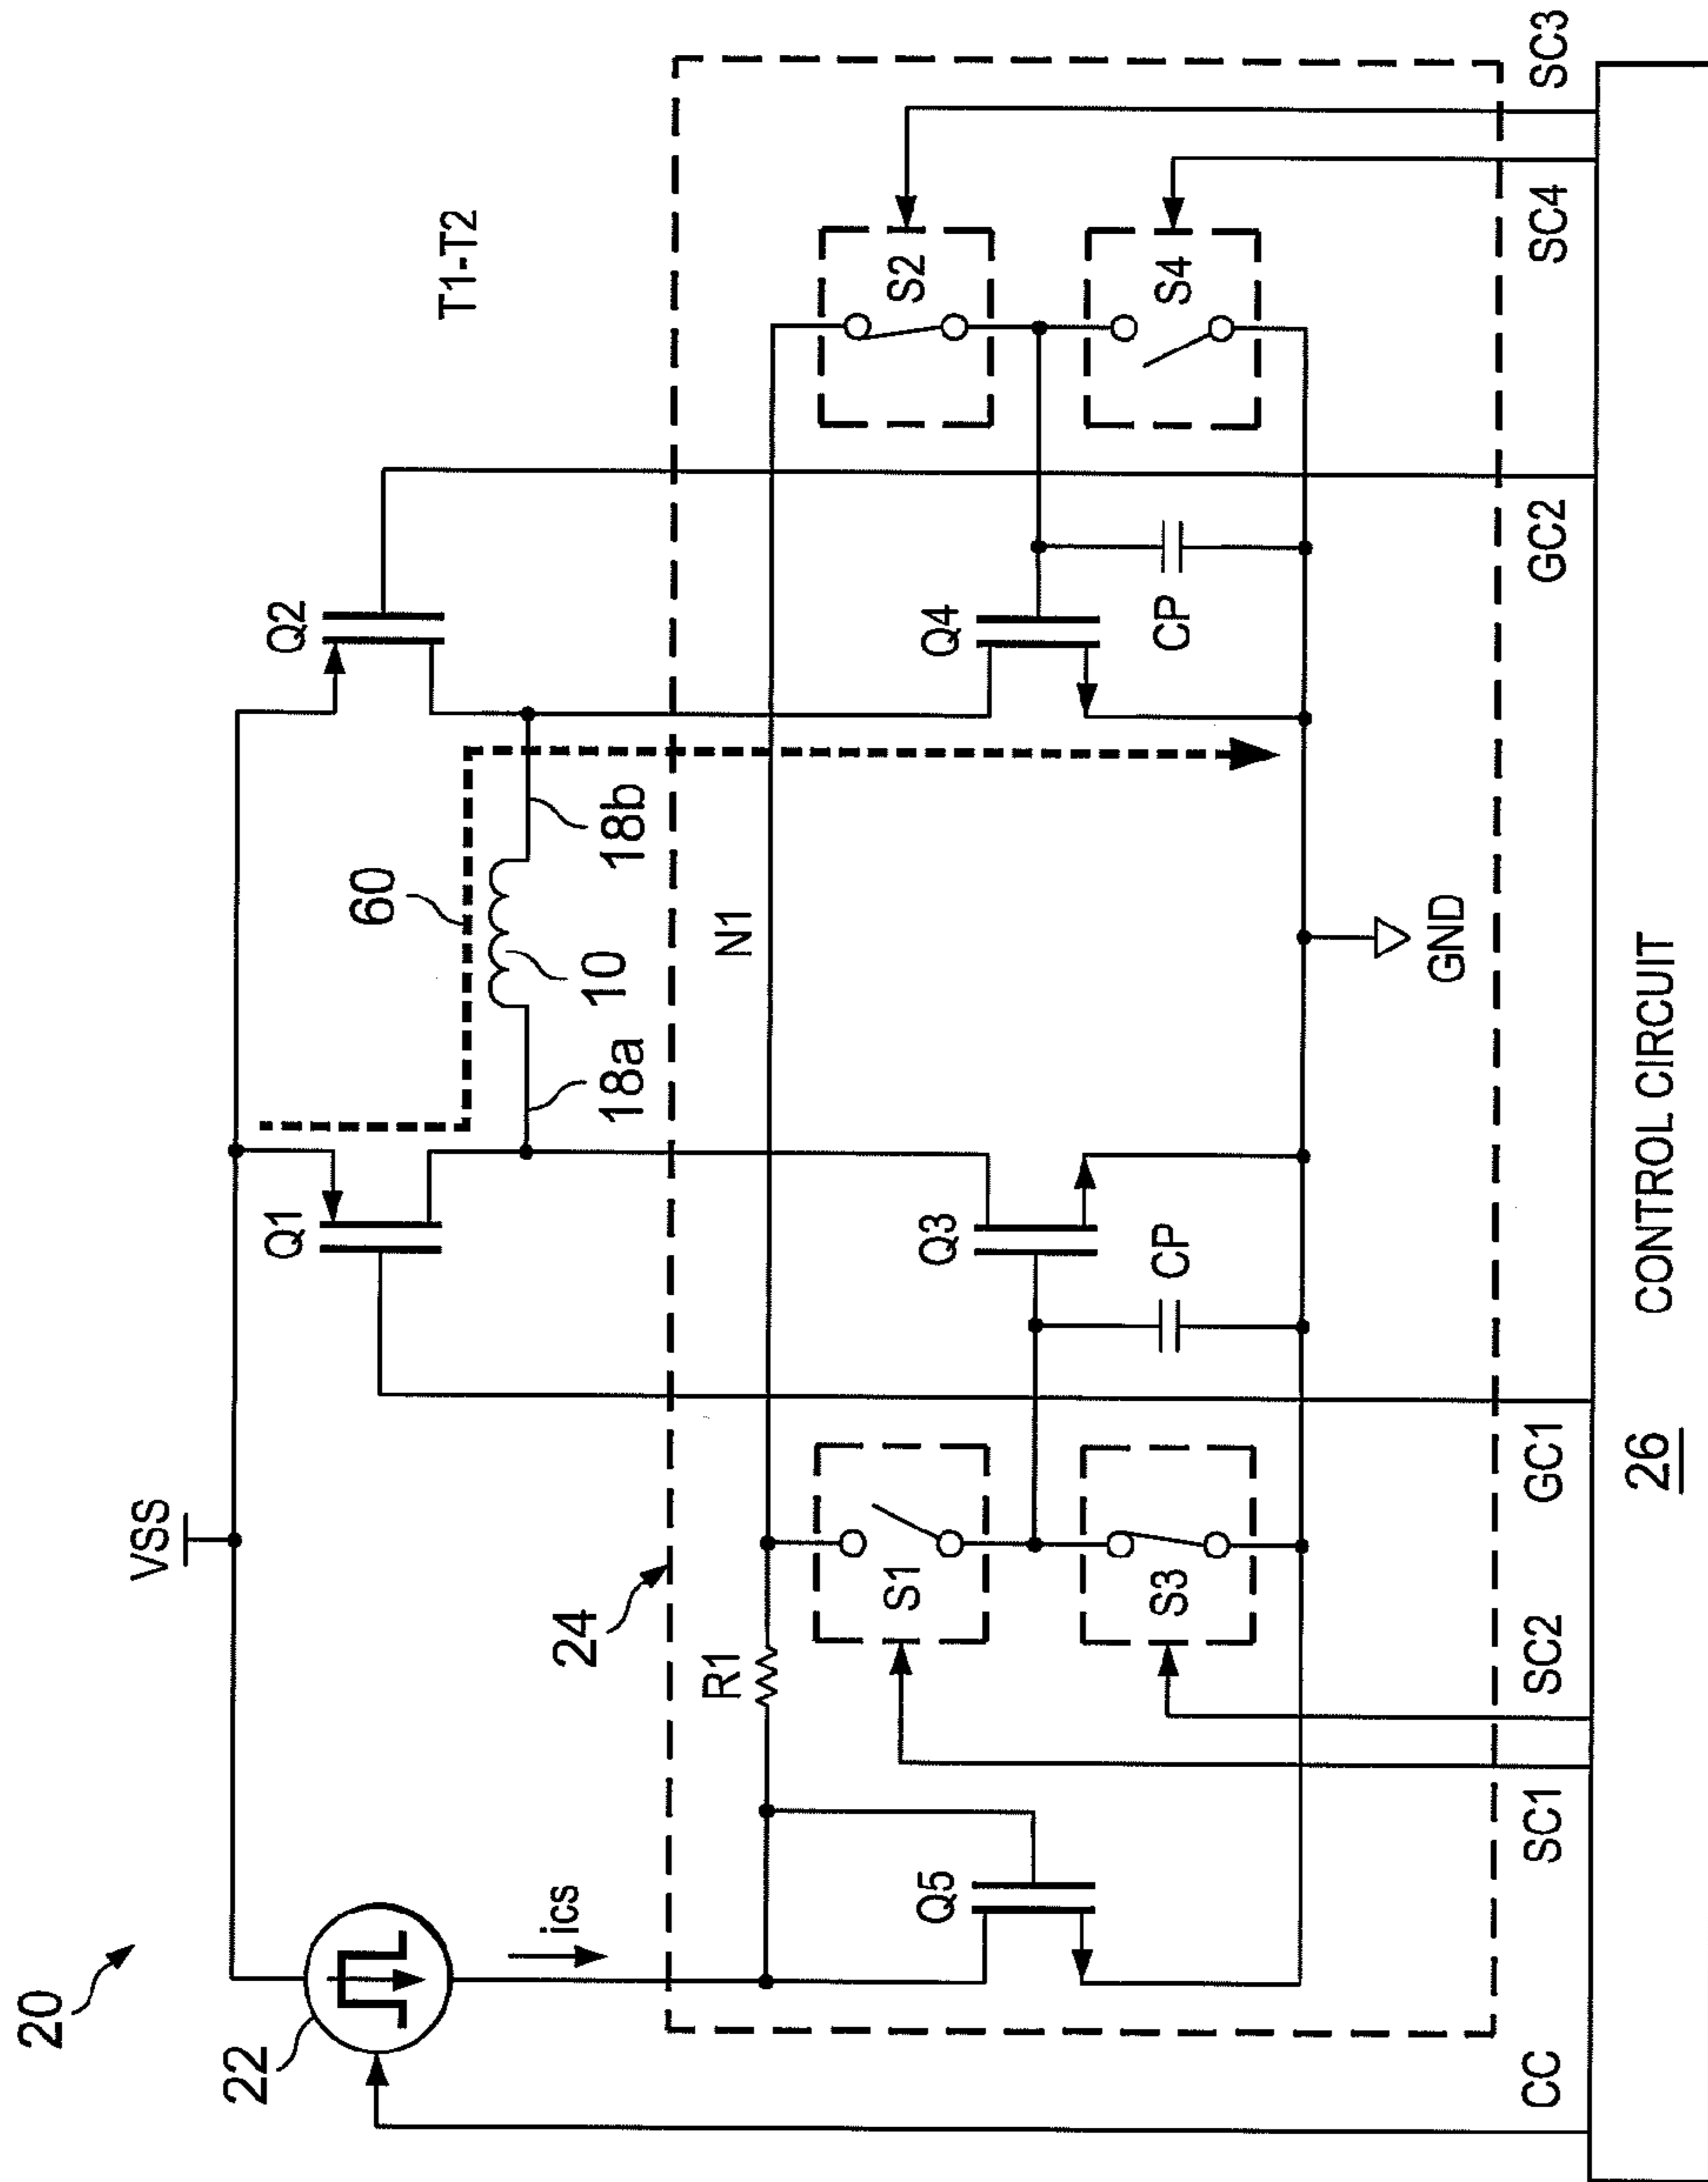 20
22
VSS
ics
Q1
Q2
T1-T2
60
10
18a
18b
24
R1
N1
Q5
S1
S3
Q3
CP
Q4
CP
S2
S4
GND
CC
SC1
SC2
GC1
GC2
SC4
SC3
26
CONTROL CIRCUIT